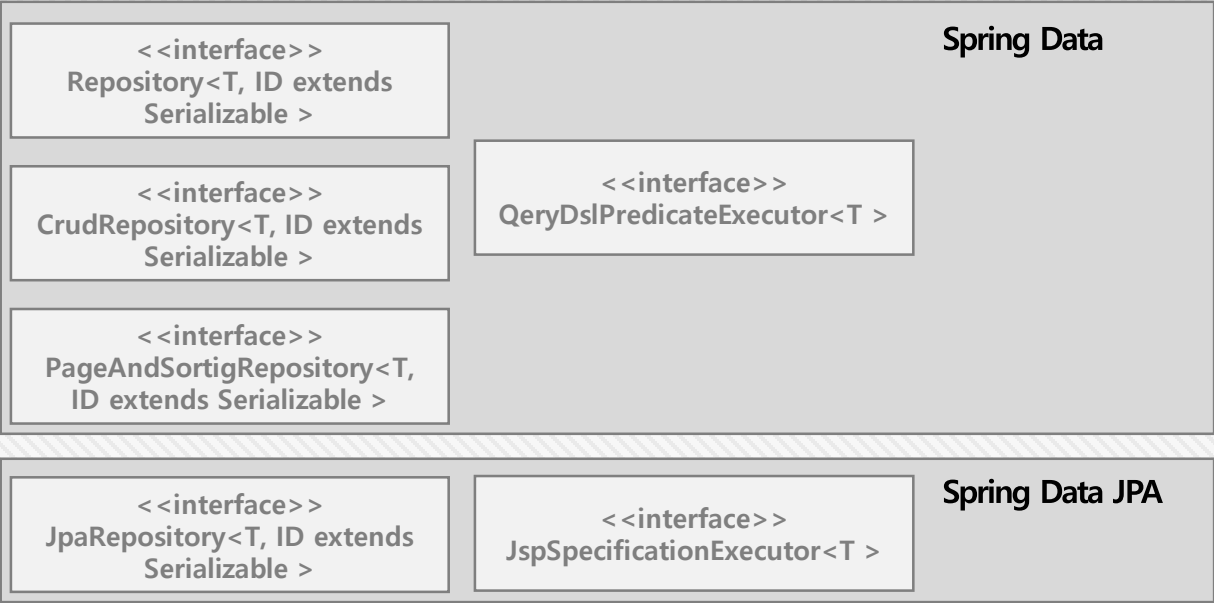 Spring Data
<<interface>>
Repository<T, ID extends
Serializable >
<<interface>>
CrudRepository<T, ID extends
Serializable >
<<interface>>
QeryDslPredicateExecutor<T >
<<interface>>
PageAndSortigRepository<T,
ID extends Serializable >
Spring Data JPA
<<interface>>
JpaRepository<T, ID extends
Serializable >
<<interface>>
JspSpecificationExecutor<T >